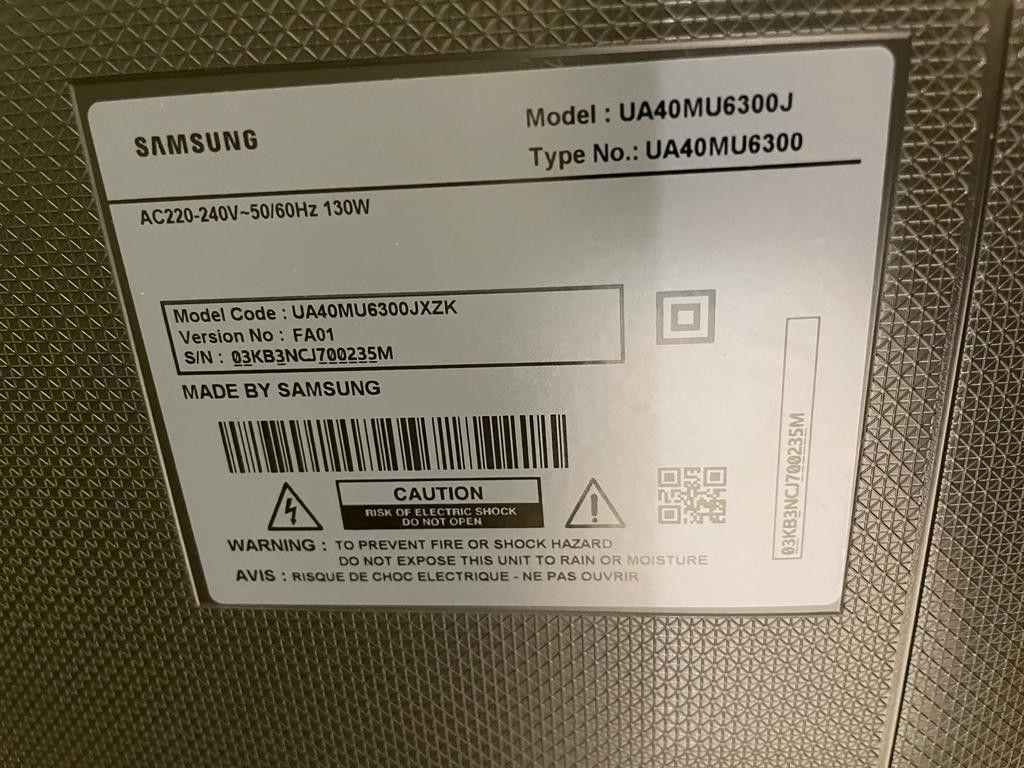 SAMSUNG
Model : UA40MU6300J
Type No.: UA40MU6300
AC220-240V~50/60Hz 130W
Model Code : UA40MU6300JXZK
Version No : FA01
S/N : 03KB3NCJ700235M
MADE BY SAMSUNG
CAUTION
RISK OF ELECTRIC SHOCK
DO NOT OPEN
WARNING : TO PREVENT FIRE OR SHOCK HAZARD
DO NOT EXPOSE THIS UNIT TO RAIN OR MOISTURE
AVIS : RISQUE DE CHOC ELECTRIQUE - NE PAS OUVRIR
03KB3NCJ700235M